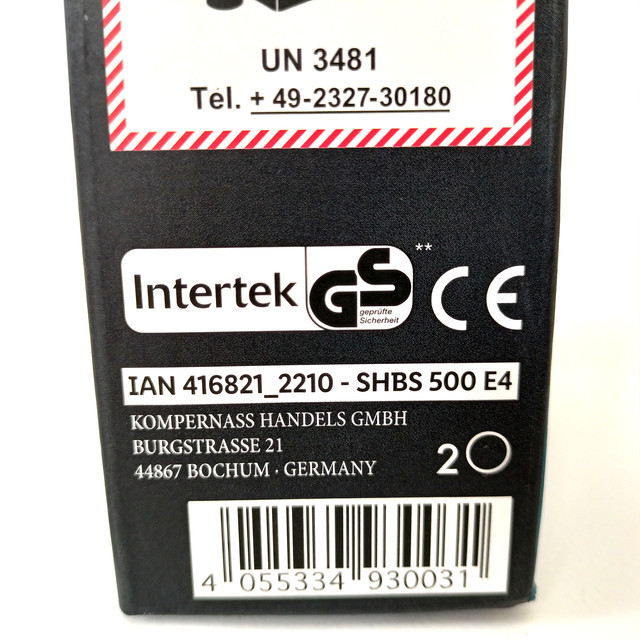 UN 3481
Tel. + 49-2327-30180
Intertek GS **
geprüfte
Sicherheit
CE
IAN 416821_2210 - SHBS 500 E4
KOMPERNASS HANDELS GMBH
BURGSTRASSE 21
44867 BOCHUM · GERMANY
2
4 055334 930031